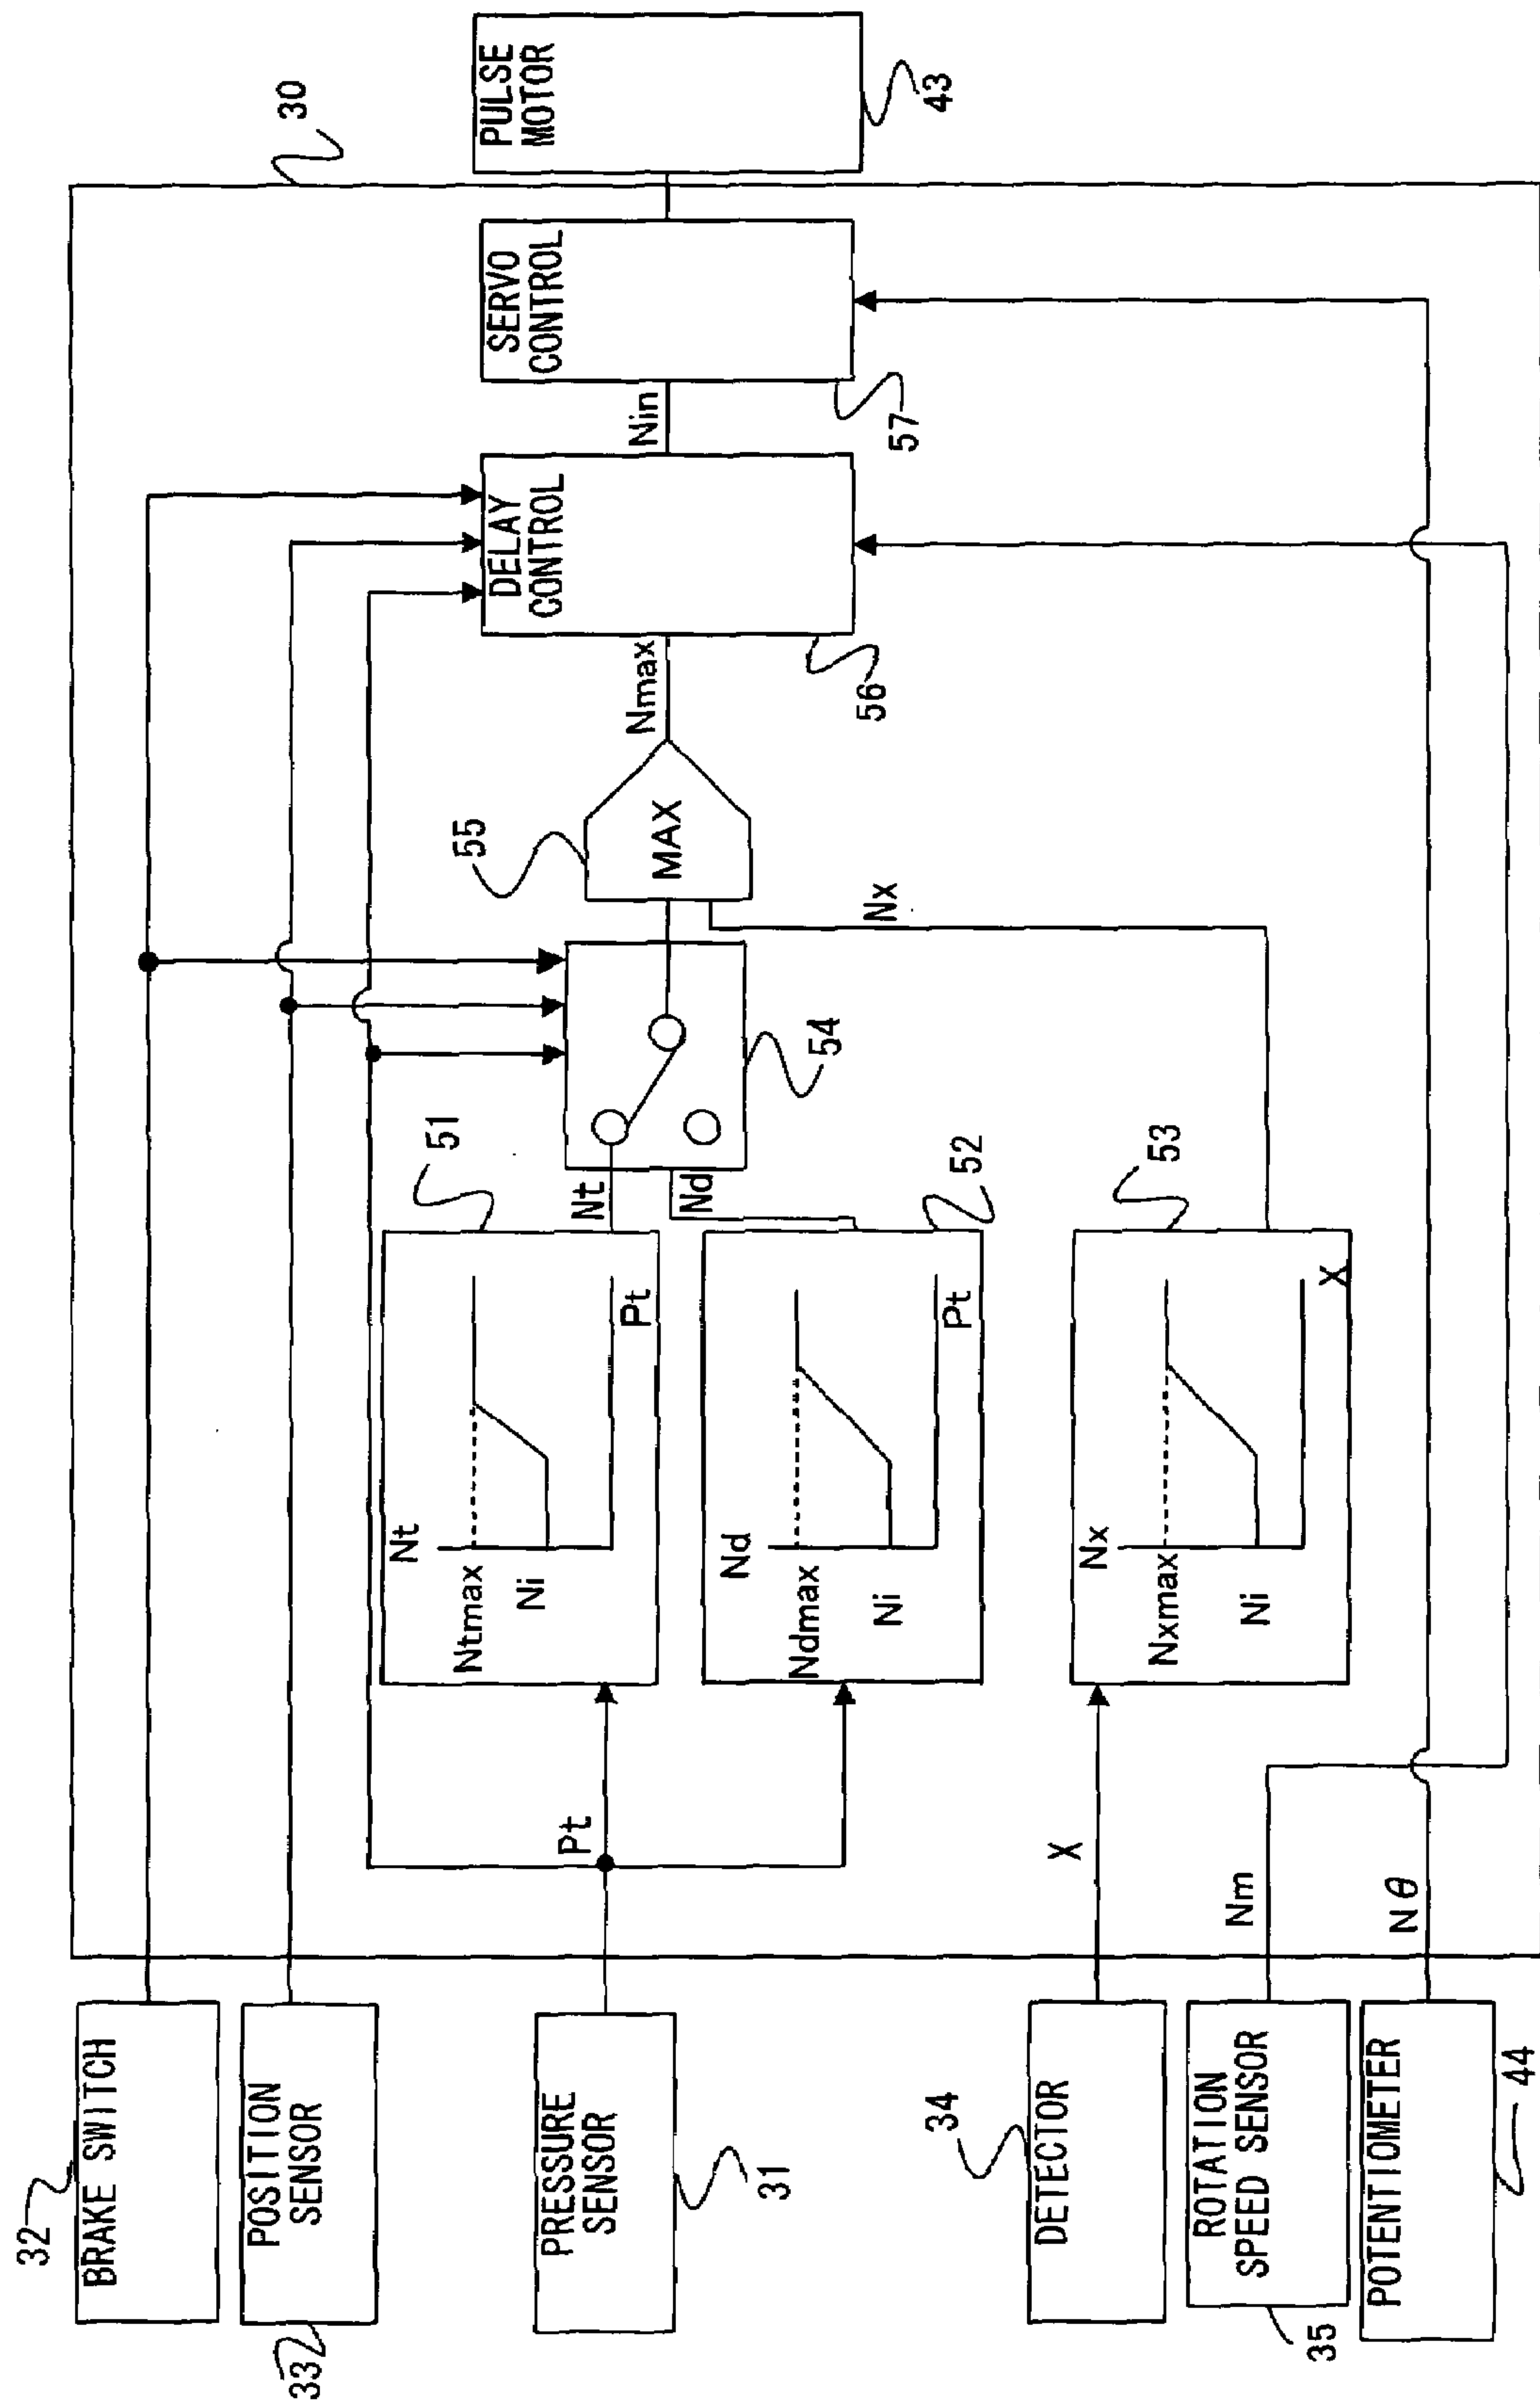 30
32
BRAKE SWITCH
33
POSITION
SENSOR
PRESSURE
SENSOR
31
34
DETECTOR
ROTATION
SPEED SENSOR
35
POTENTIOMETER
44
Pt
X
Nm
Nθ
Nt
Ntmax
Ni
Pt
51
Nd
Ndmax
Ni
Pt
52
Nx
Nxmax
Ni
X
53
Nt
Nd
54
55
MAX
Nx
Nmax
DELAY
CONTROL
56
Nin
SERVO
CONTROL
57
PULSE
MOTOR
43